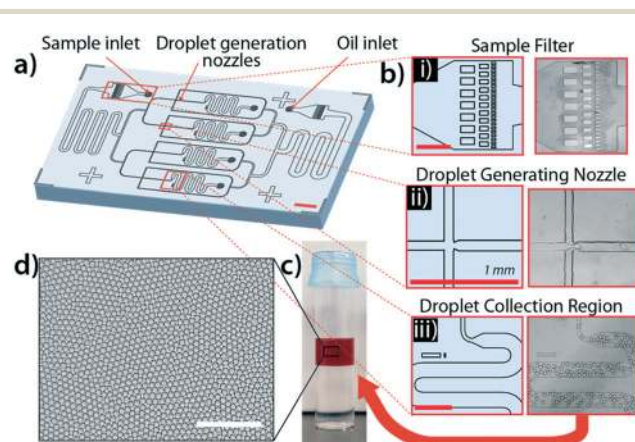 Sample inlet
Droplet generation
nozzles
Oil inlet
Sample Filter
a)
b)
i)
Droplet Generating Nozzle
ii)
1 mm
d)
c)
Droplet Collection Region
iii)